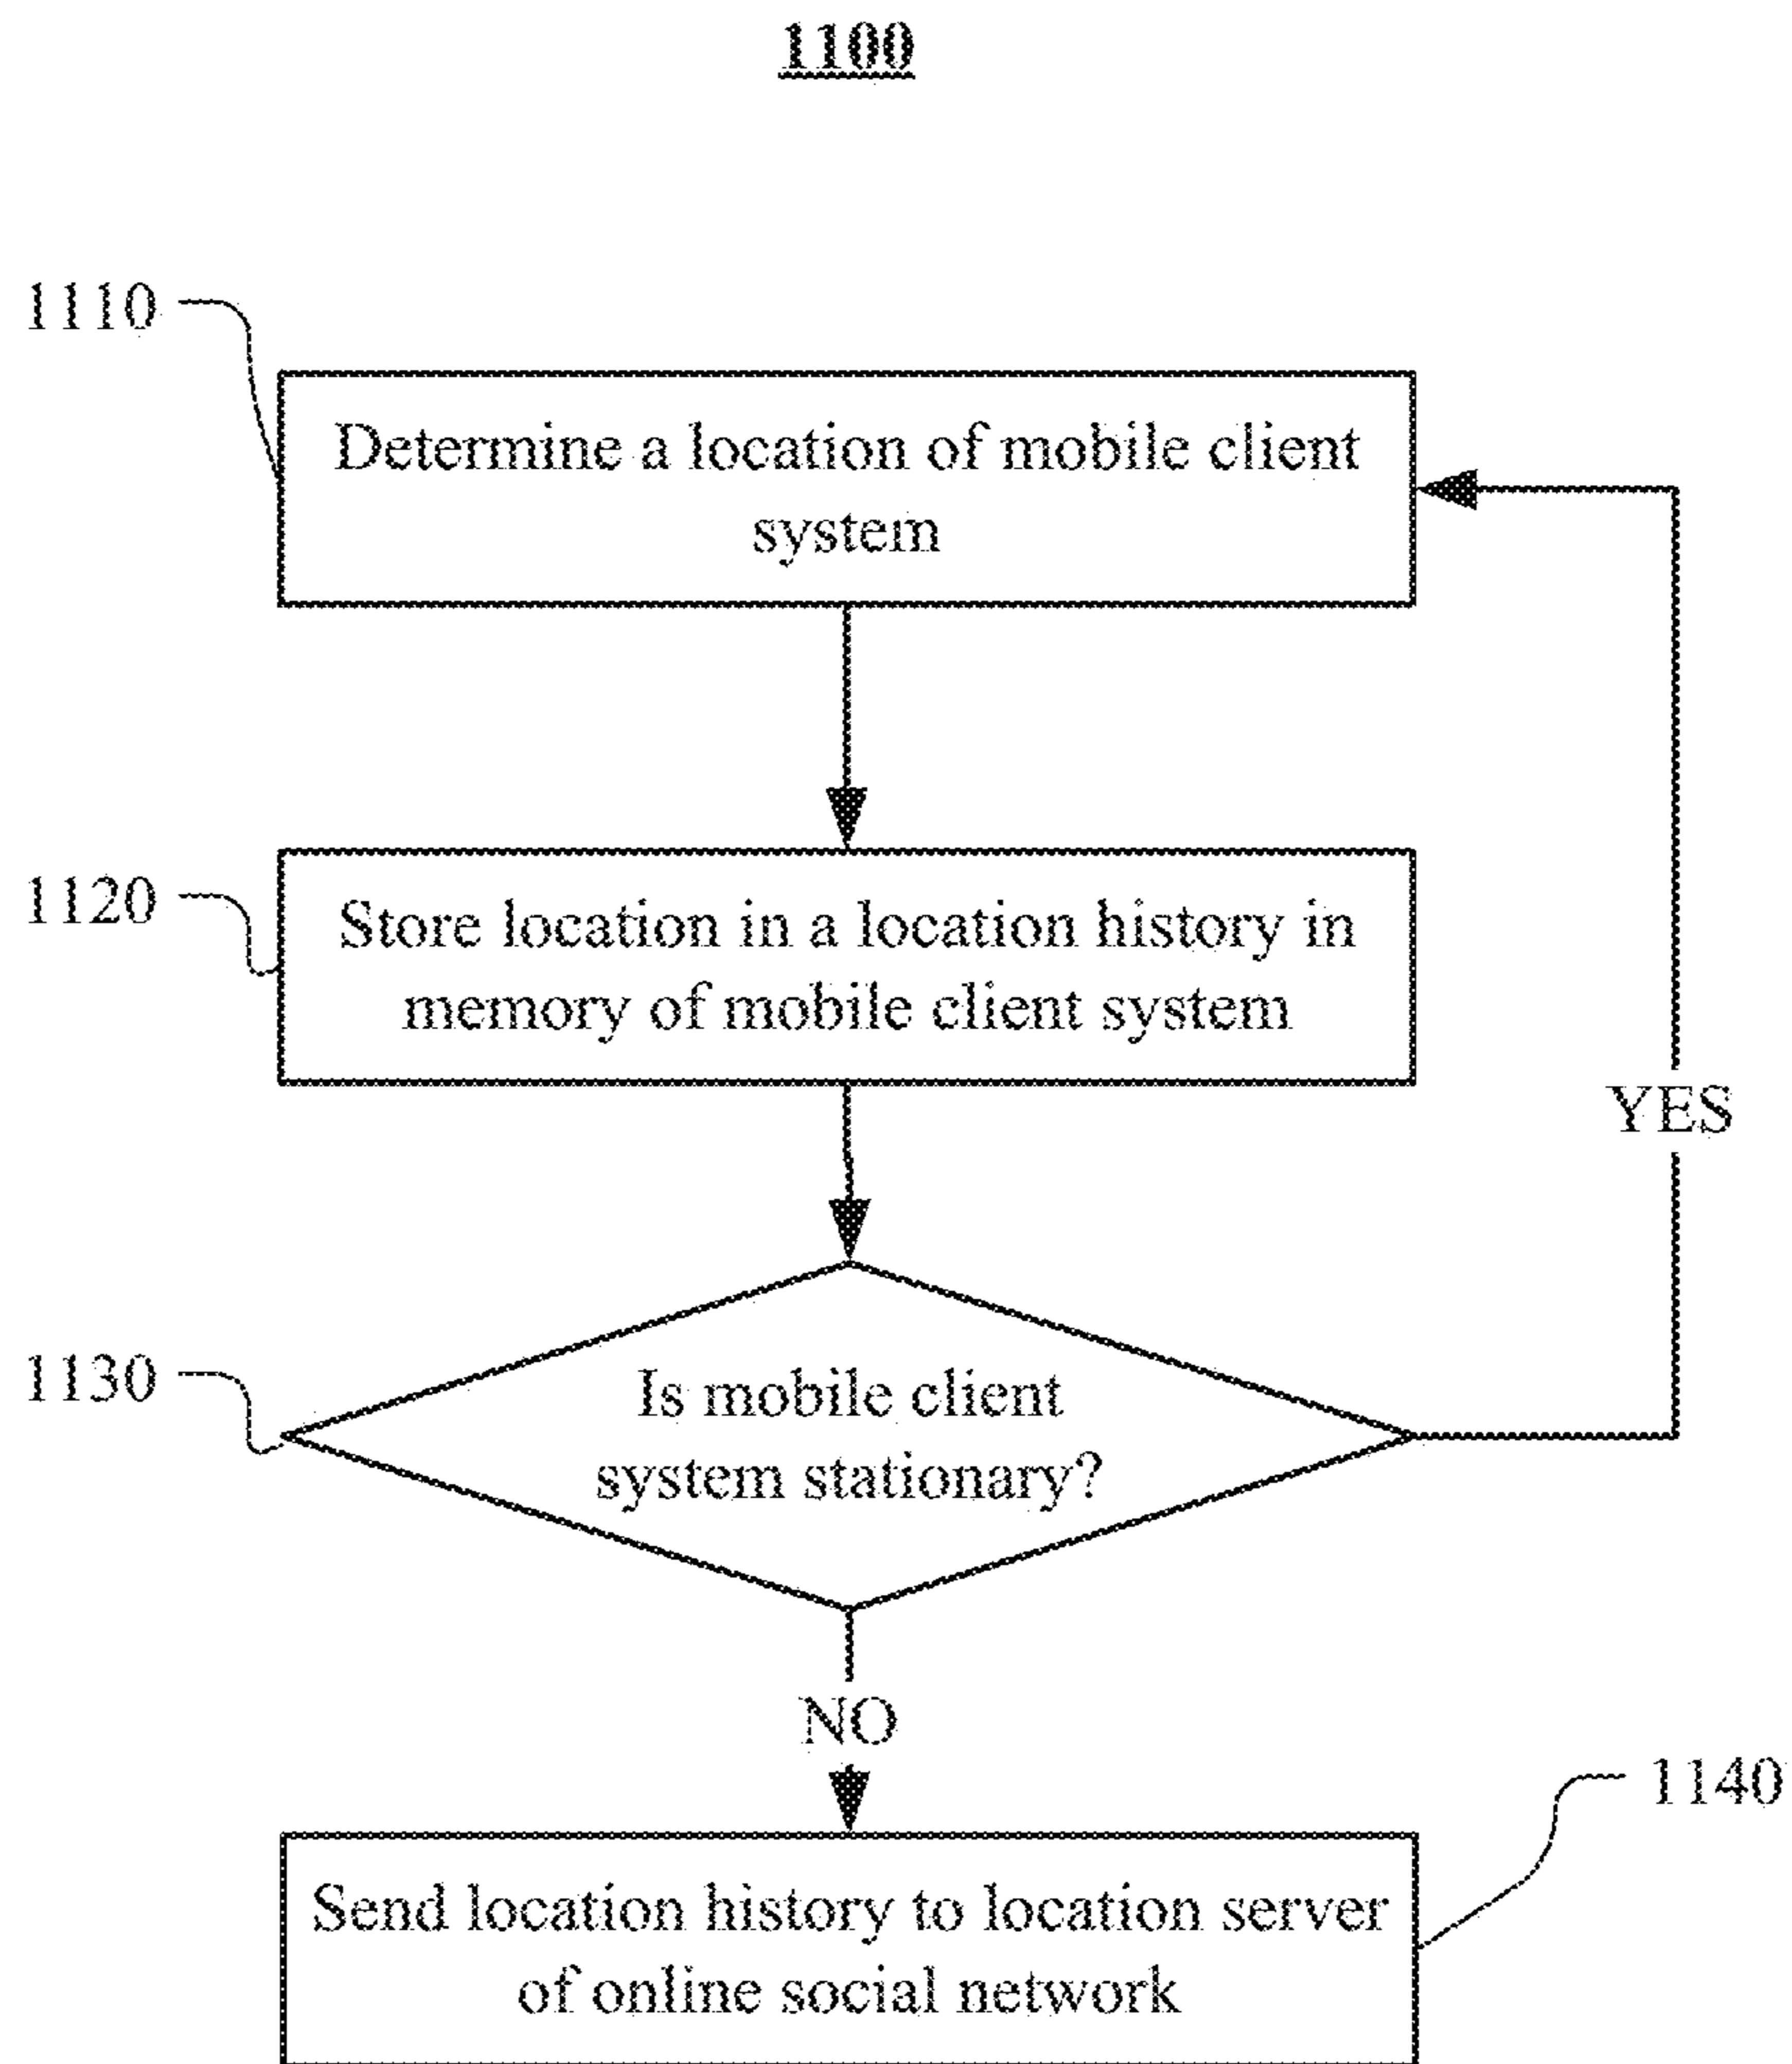 1100
1110
Determine a location of mobile client
system
1120
Store location in a location history in
memory of mobile client system
YES
1130
Is mobile client
system stationary?
NO
1140
Send location history to location server
of online social network